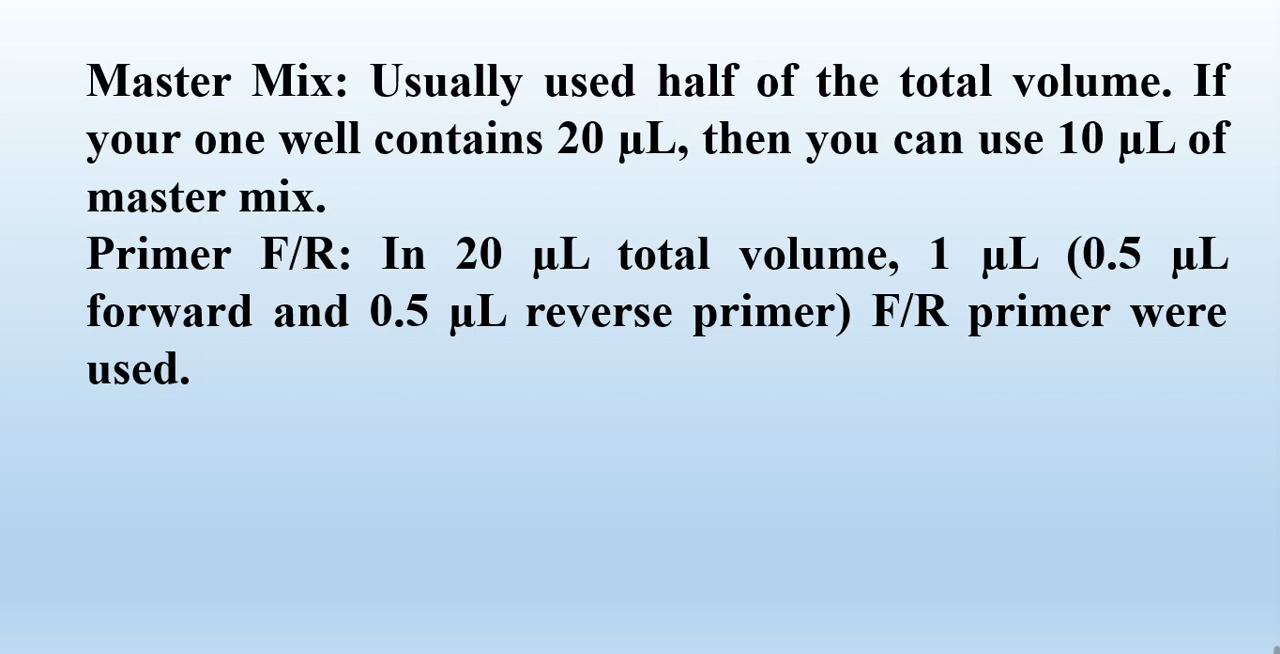 Master Mix: Usually used half of the total volume. If
your one well contains 20 µL, then you can use 10 µL of
master mix.
Primer F/R: In 20 µL total volume, 1 µL (0.5 µL
forward and 0.5 µL reverse primer) F/R primer were
used.